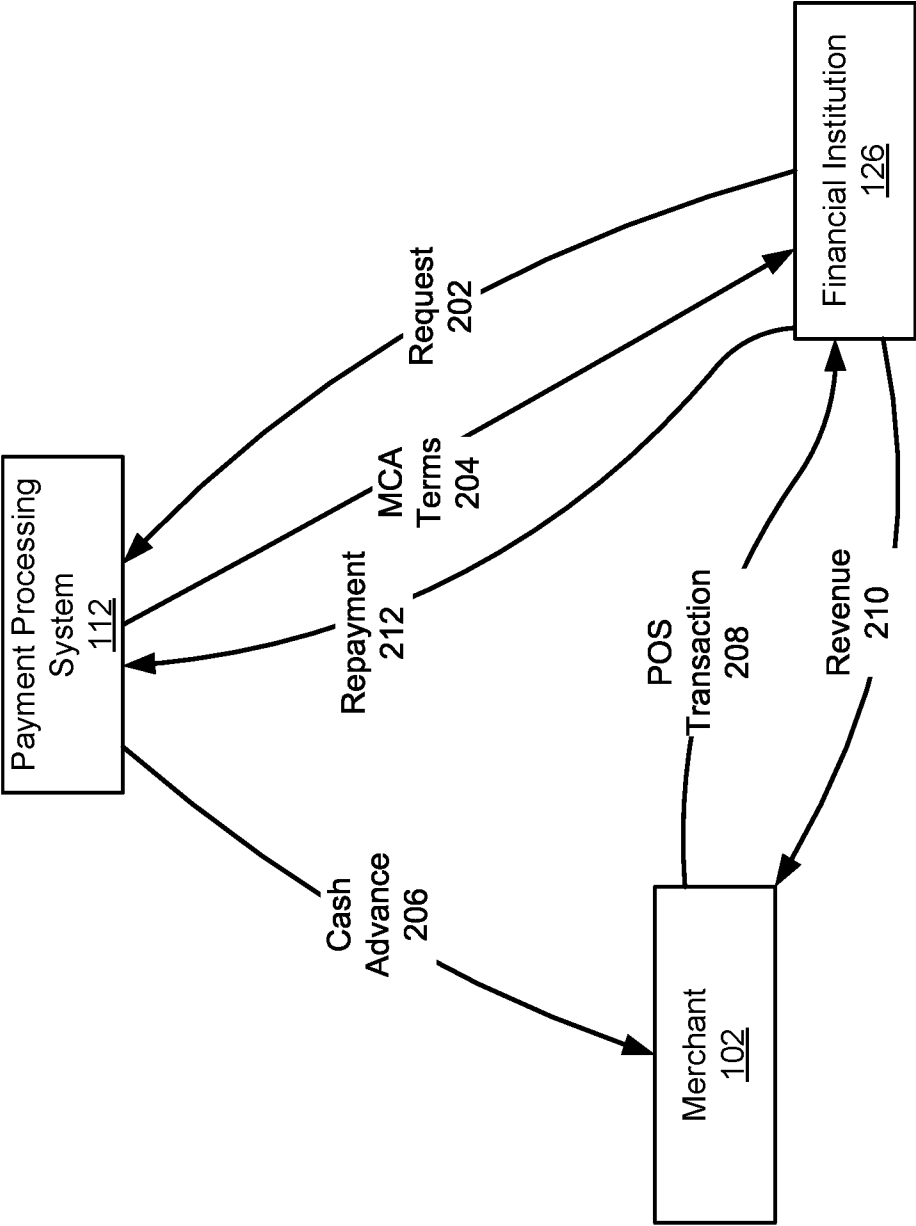 Payment Processing
System
112
Request
202
MCA
Terms
204
Repayment
212
Cash
Advance
206
POS
Transaction
208
Revenue
210
Merchant
102
Financial Institution
126